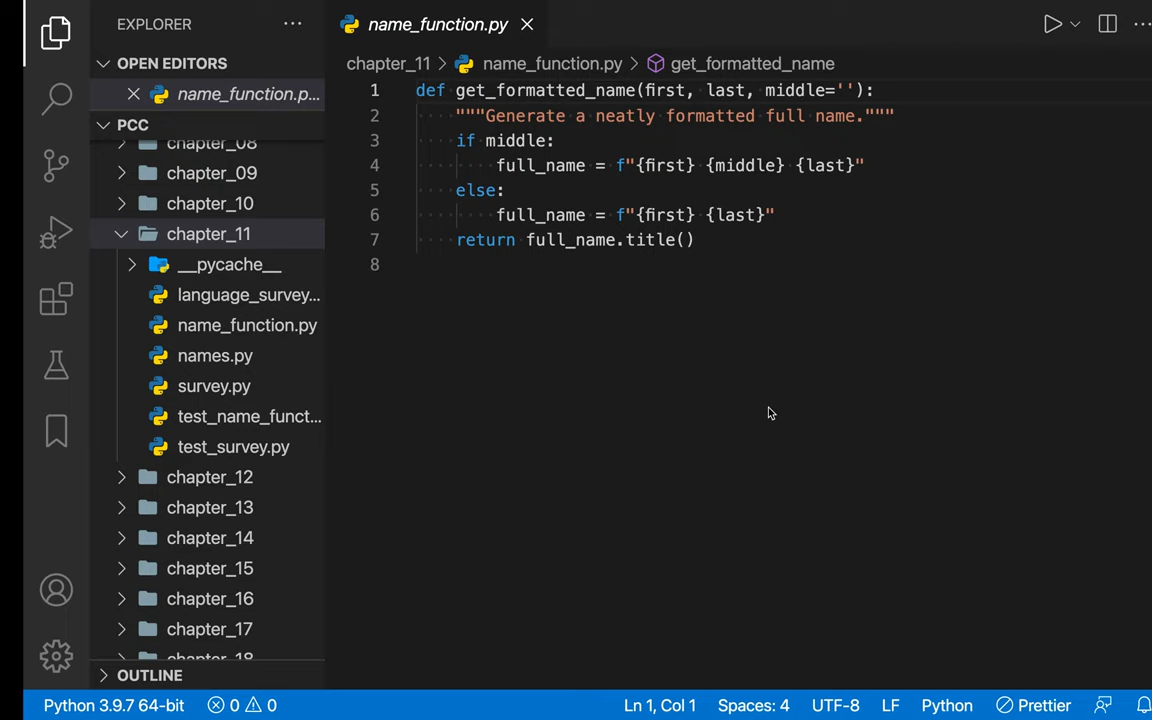 EXPLORER
···
name_function.py
OPEN EDITORS
name_function.p...
PCC
chapter_08
chapter_09
chapter_10
chapter_11
__pycache__
language_survey...
name_function.py
names.py
survey.py
test_name_funct...
test_survey.py
chapter_12
chapter_13
chapter_14
chapter_15
chapter_16
chapter_17
chapter_18
OUTLINE
chapter_11 > name_function.py > get_formatted_name
1 def get_formatted_name(first, last, middle=''):
2 """Generate a neatly formatted full name."""
3 if middle:
4 full_name = f"{first} {middle} {last}"
5 else:
6 full_name = f"{first} {last}"
7 return full_name.title()
8
Python 3.9.7 64-bit 0 0 Ln 1, Col 1 Spaces: 4 UTF-8 LF Python Prettier